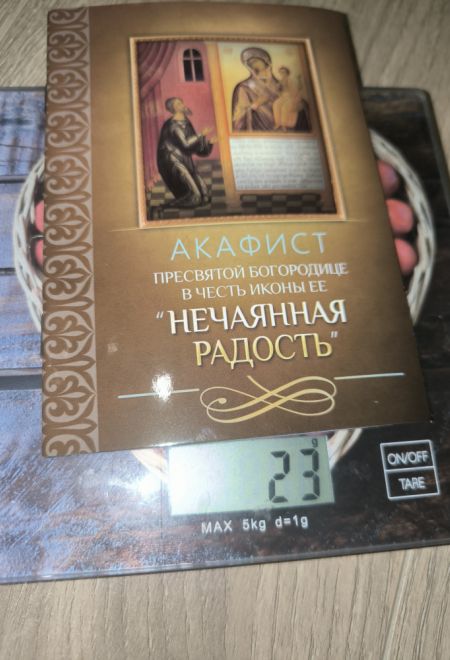 АКАФИСТ
ПРЕСВЯТОЙ БОГОРОДИЦЕ
В ЧЕСТЬ ИКОНЫ ЕЕ
"НЕЧАЯННАЯ
РАДОСТЬ"
g
23
ON/OFF
TARE
MAX 5kg d=1g